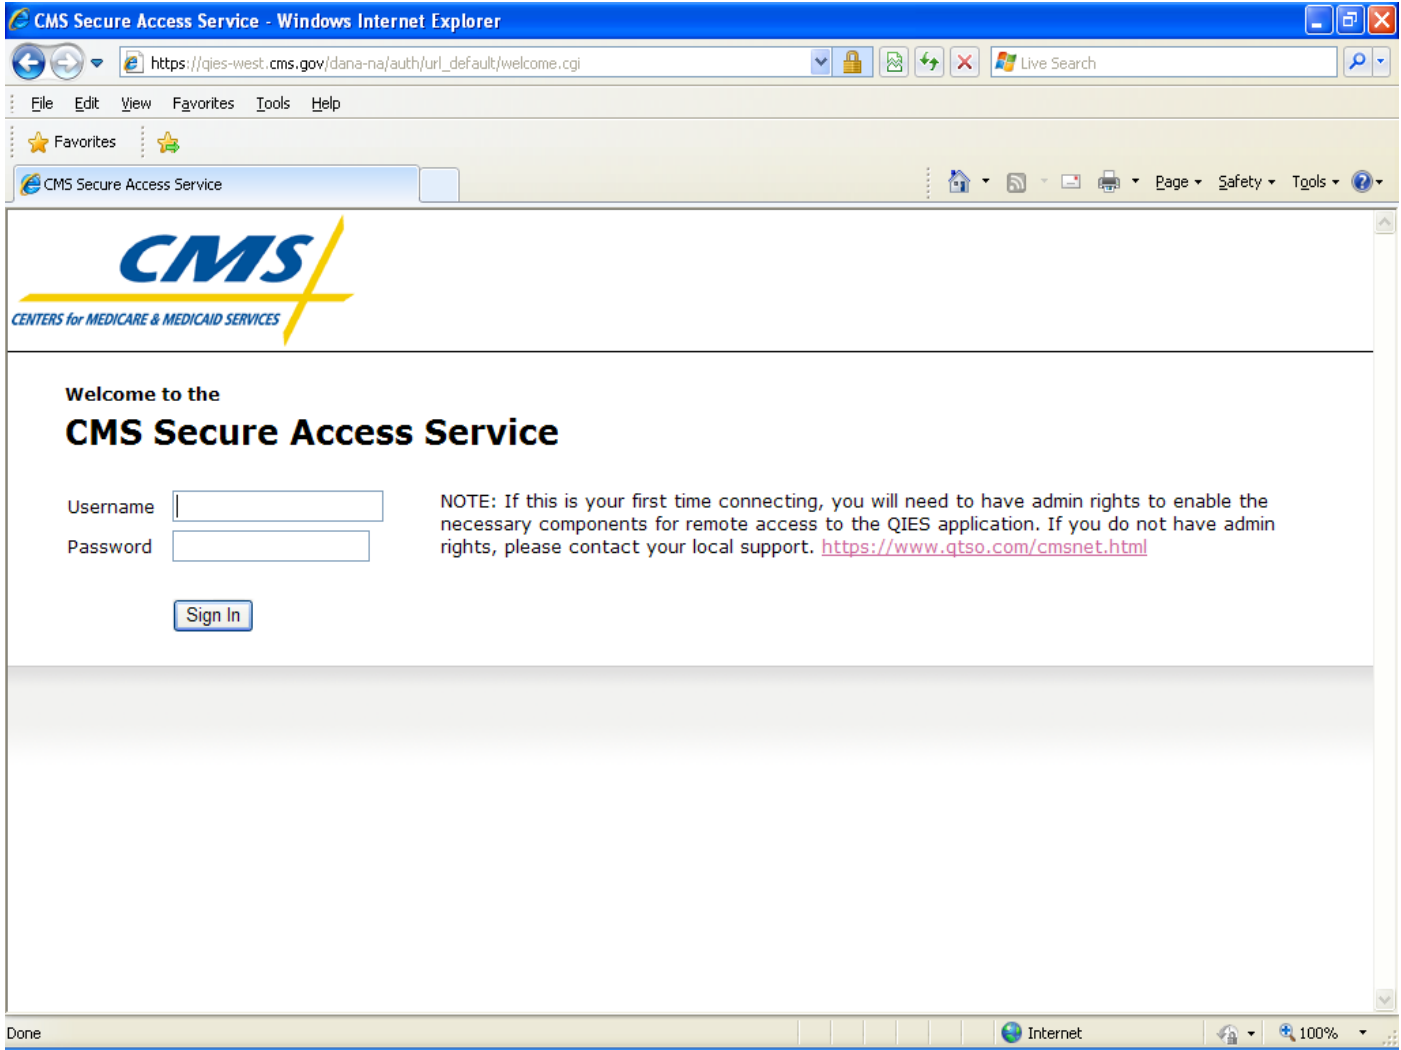 CMS Secure Access Service - Windows Internet Explorer
https://qies-west.cms.gov/dana-na/auth/url_default/welcome.cgi
Live Search
File Edit View Favorites Tools Help
Favorites
CMS Secure Access Service
Page Safety Tools
CMS
CENTERS for MEDICARE & MEDICAID SERVICES
Welcome to the
CMS Secure Access Service
Username
Password
NOTE: If this is your first time connecting, you will need to have admin rights to enable the
necessary components for remote access to the QIES application. If you do not have admin
rights, please contact your local support. https://www.qtso.com/cmsnet.html
Sign In
Done
Internet
100%